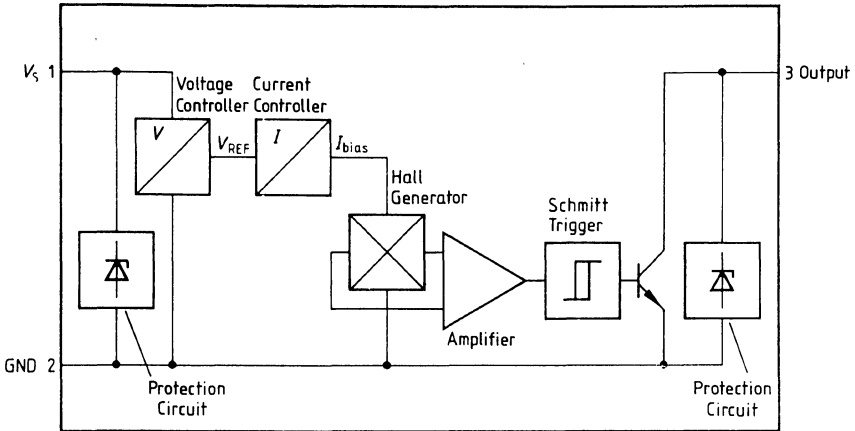 V_S 1
3 Output
Voltage Controller
Current Controller
V
V_REF
I
I_bias
Hall Generator
Schmitt Trigger
Amplifier
GND 2
Protection Circuit
Protection Circuit